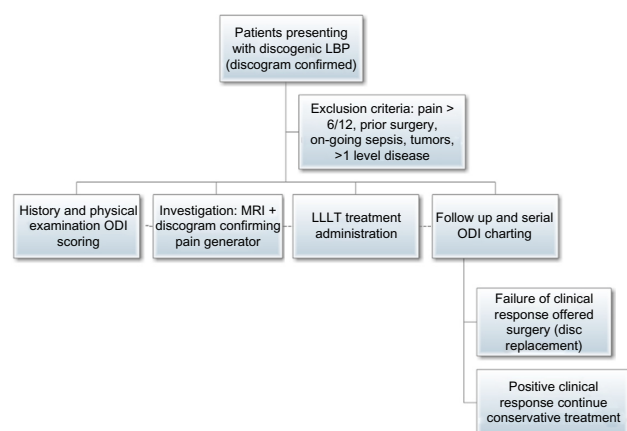 Patients presenting
with discogenic LBP
(discogram confirmed)
Exclusion criteria: pain >
6/12, prior surgery,
on-going sepsis, tumors,
>1 level disease
History and physical
examination ODI
scoring
Investigation: MRI +
discogram confirming
pain generator
LLLT treatment
administration
Follow up and serial
ODI charting
Failure of clinical
response offered
surgery (disc
replacement)
Positive clinical
response continue
conservative treatment